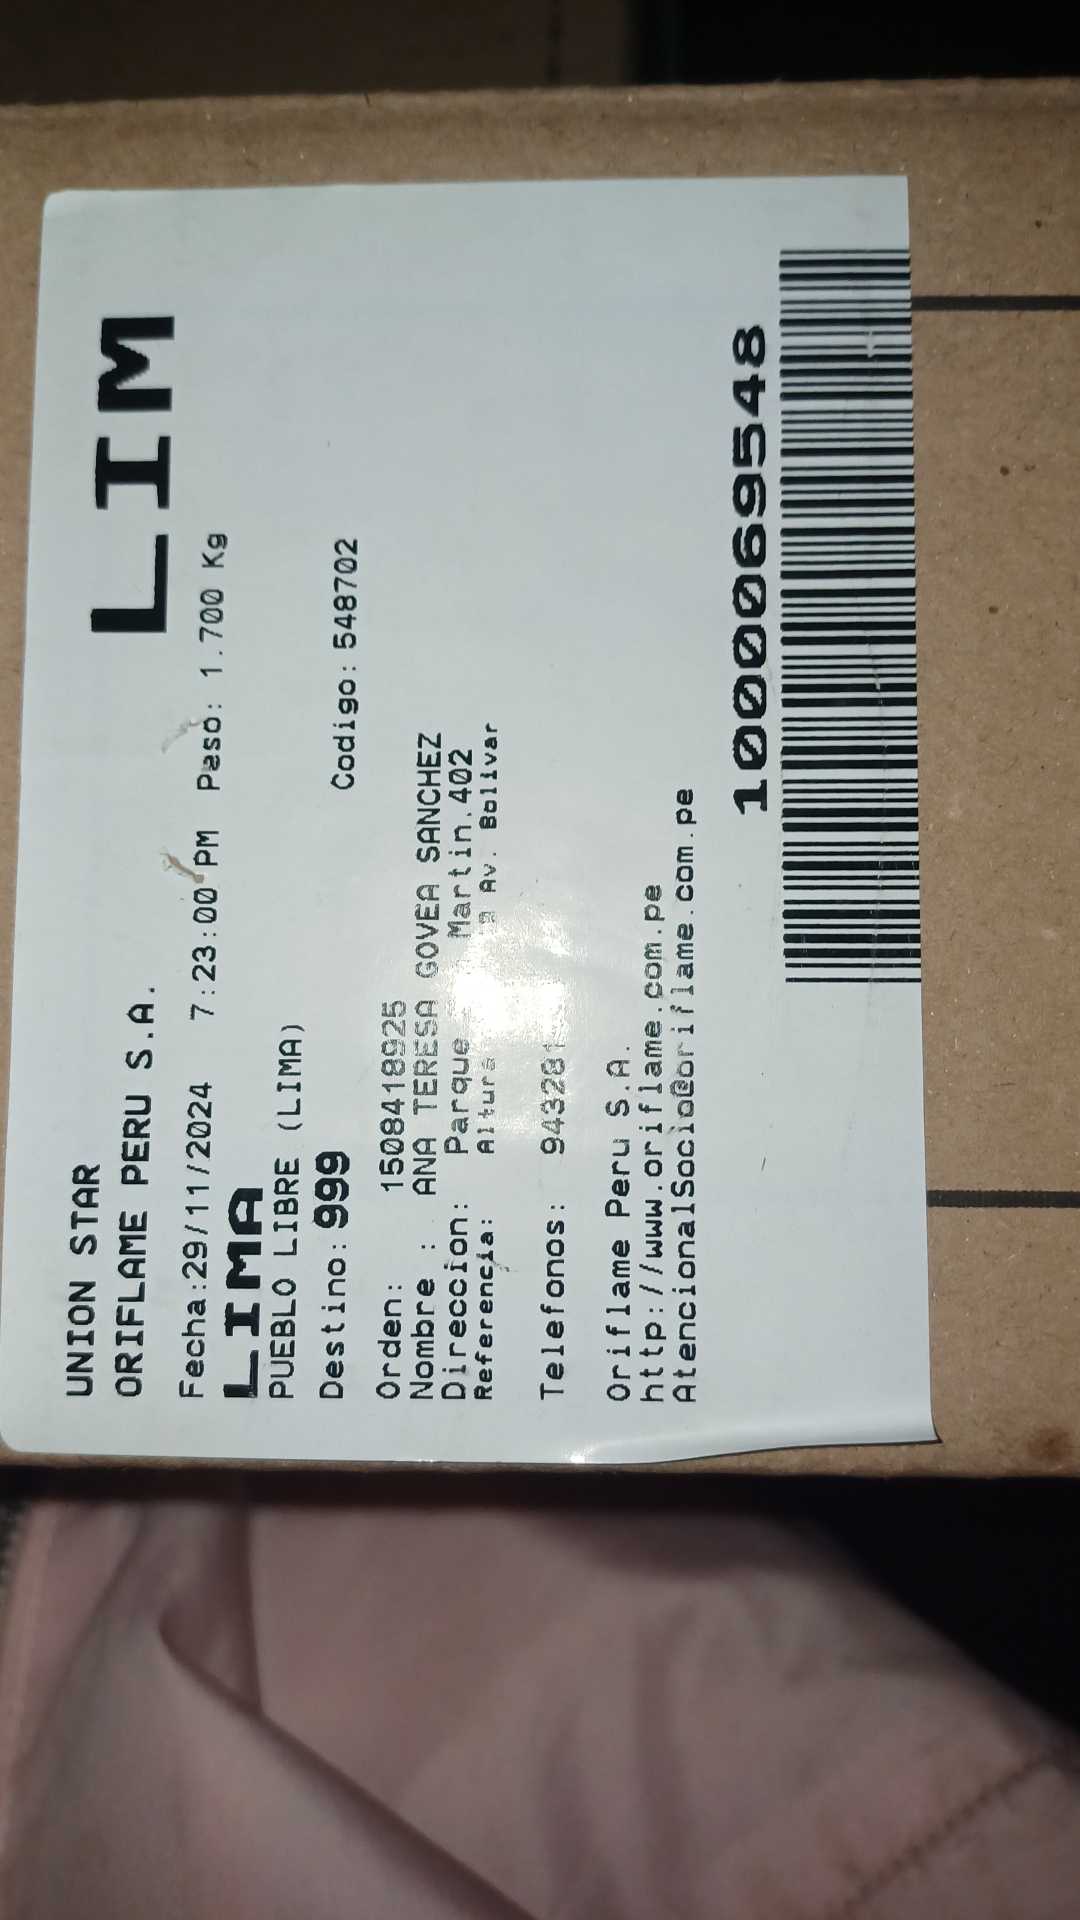 UNION STAR
LIM
ORIFLAME PERU S.A.
Fecha:29/11/2024 7:23:00 PM Peso: 1.700 Kg
LIMA
PUEBLO LIBRE (LIMA)
Destino: 999
Codigo: 548702
Orden: 1508418925
Nombre : ANA TERESA GOVEA SANCHEZ
Direccion: Parque Martin.402
Referencia: Altura Av. Bolivar
Telefonos: 943281
Oriflame Peru S.A.
http://www.oriflame.com.pe
AtencionalSocio@oriflame.com.pe
1000069548